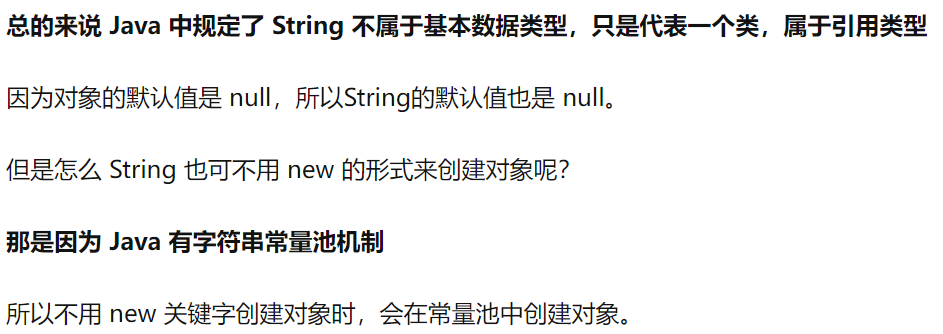 总的来说 Java 中规定了 String 不属于基本数据类型，只是代表一个类，属于引用类型
因为对象的默认值是 null，所以String的默认值也是 null。
但是怎么 String 也可不用 new 的形式来创建对象呢？
那是因为 Java 有字符串常量池机制
所以不用 new 关键字创建对象时，会在常量池中创建对象。